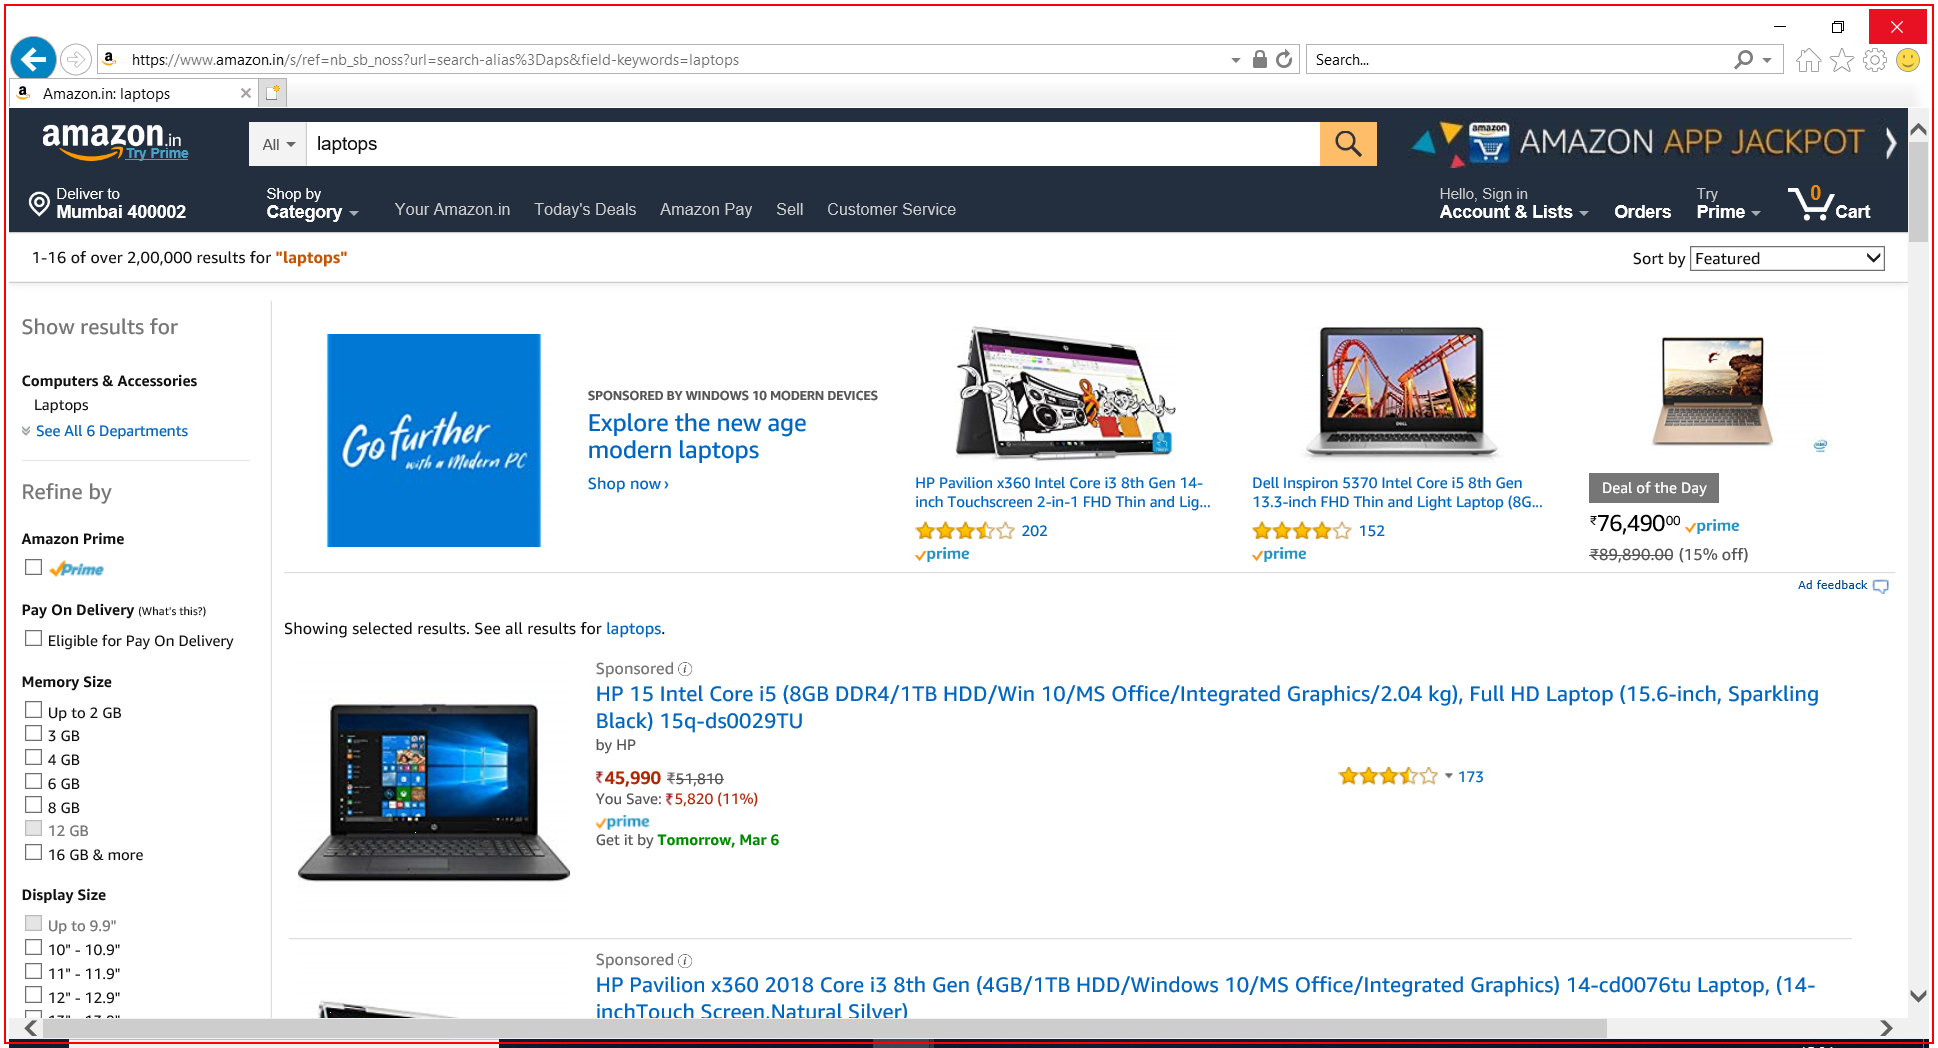 https://www.amazon.in/s/ref=nb_sb_noss?url=search-alias%3Daps&field-keywords=laptops
Search...
Amazon.in: laptops
amazon.in
Try Prime
All
laptops
amazon
AMAZON APP JACKPOT
Deliver to
Mumbai 400002
Shop by
Category
Your Amazon.in
Today's Deals
Amazon Pay
Sell
Customer Service
Hello, Sign in
Account & Lists
Orders
Try
Prime
0
Cart
1-16 of over 2,00,000 results for "laptops"
Sort by Featured
Show results for
Computers & Accessories
Laptops
See All 6 Departments
Refine by
Amazon Prime
Prime
Pay On Delivery (What's this?)
Eligible for Pay On Delivery
Memory Size
Up to 2 GB
3 GB
4 GB
6 GB
8 GB
12 GB
16 GB & more
Display Size
Up to 9.9"
10" - 10.9"
11" - 11.9"
12" - 12.9"
Go further
with a Modern PC
SPONSORED BY WINDOWS 10 MODERN DEVICES
Explore the new age
modern laptops
Shop now ›
HP Pavilion x360 Intel Core i3 8th Gen 14-
inch Touchscreen 2-in-1 FHD Thin and Lig...
202
prime
Dell Inspiron 5370 Intel Core i5 8th Gen
13.3-inch FHD Thin and Light Laptop (8G...
152
prime
Deal of the Day
₹76,49000 prime
₹89,890.00 (15% off)
Ad feedback
Showing selected results. See all results for laptops.
Sponsored
HP 15 Intel Core i5 (8GB DDR4/1TB HDD/Win 10/MS Office/Integrated Graphics/2.04 kg), Full HD Laptop (15.6-inch, Sparkling
Black) 15q-ds0029TU
by HP
₹45,990 ₹51,810
You Save: ₹5,820 (11%)
prime
Get it by Tomorrow, Mar 6
173
Sponsored
HP Pavilion x360 2018 Core i3 8th Gen (4GB/1TB HDD/Windows 10/MS Office/Integrated Graphics) 14-cd0076tu Laptop, (14-
inchTouch Screen,Natural Silver)